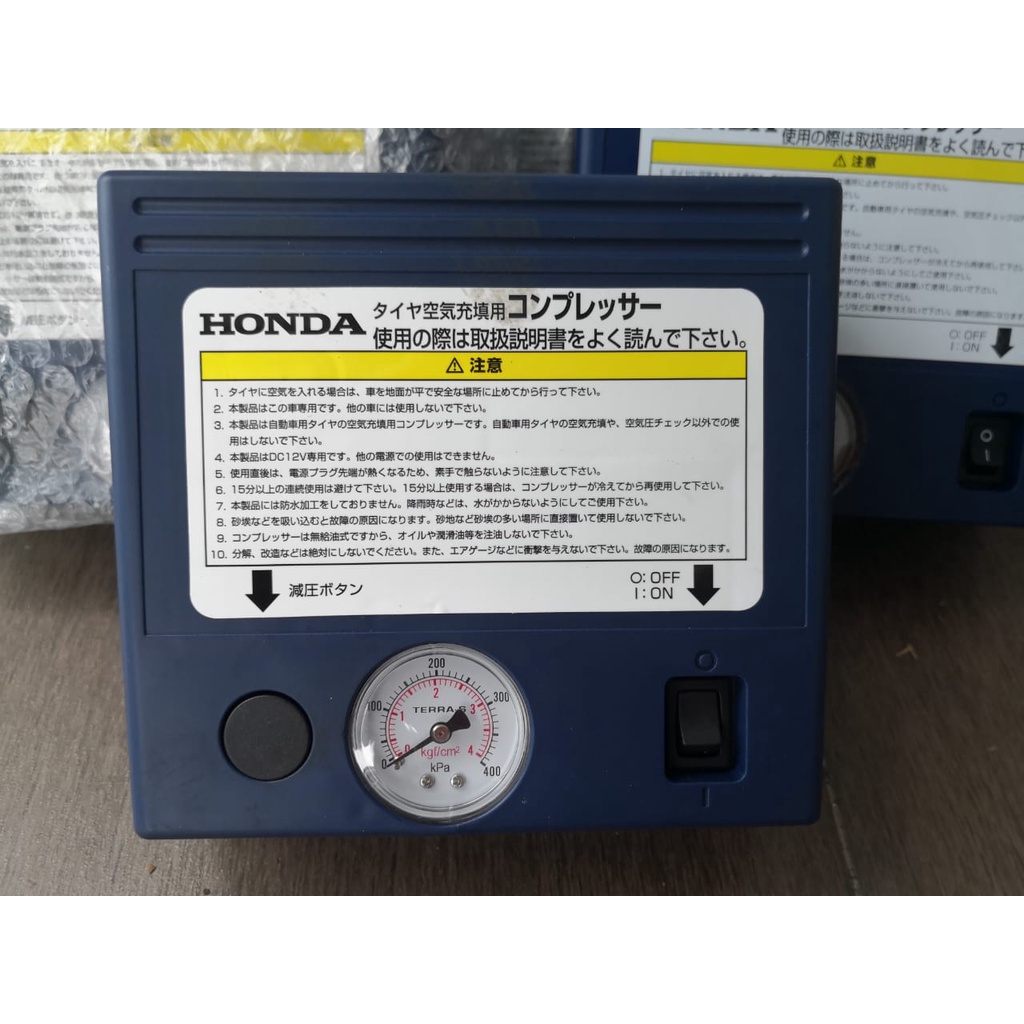 HONDA タイヤ空気充填用コンプレッサー
使用の際は取扱説明書をよく読んで下さい。
⚠ 注意
1. タイヤに空気を入れる場合は、車を地面が平で安全な場所に止めてから行って下さい。
2. 本製品はこの車専用です。他の車には使用しないで下さい。
3. 本製品は自動車用タイヤの空気充填用コンプレッサーです。自動車用タイヤの空気充填や、空気圧チェック以外での使
用はしないで下さい。
4. 本製品はDC12V専用です。他の電源での使用はできません。
5. 使用直後は、電源プラグ先端が熱くなるため、素手で触らないように注意して下さい。
6. 15分以上の連続使用は避けて下さい。15分以上使用する場合は、コンプレッサーが冷えてから再使用して下さい。
7. 本製品には防水加工をしておりません。降雨時などは、水がかからないようにしてご使用下さい。
8. 砂埃などを吸い込むと故障の原因になります。砂地など砂埃の多い場所に直接置いて使用しないで下さい。
9. コンプレッサーは無給油式ですから、オイルや潤滑油等を注油しないで下さい。
10. 分解、改造などは絶対にしないでください。また、エアゲージなどに衝撃を与えないで下さい。故障の原因になります。
減圧ボタン
O: OFF
I: ON
0 100 200 300 400
0 1 2 3 4
TERRA-S
kgf/cm²
kPa
O
I
使用の際は取扱説明書をよく読んで下
⚠ 注意
場所に止めてから行って下さい。
O: OFF
I: ON
O
I
減圧ボタン